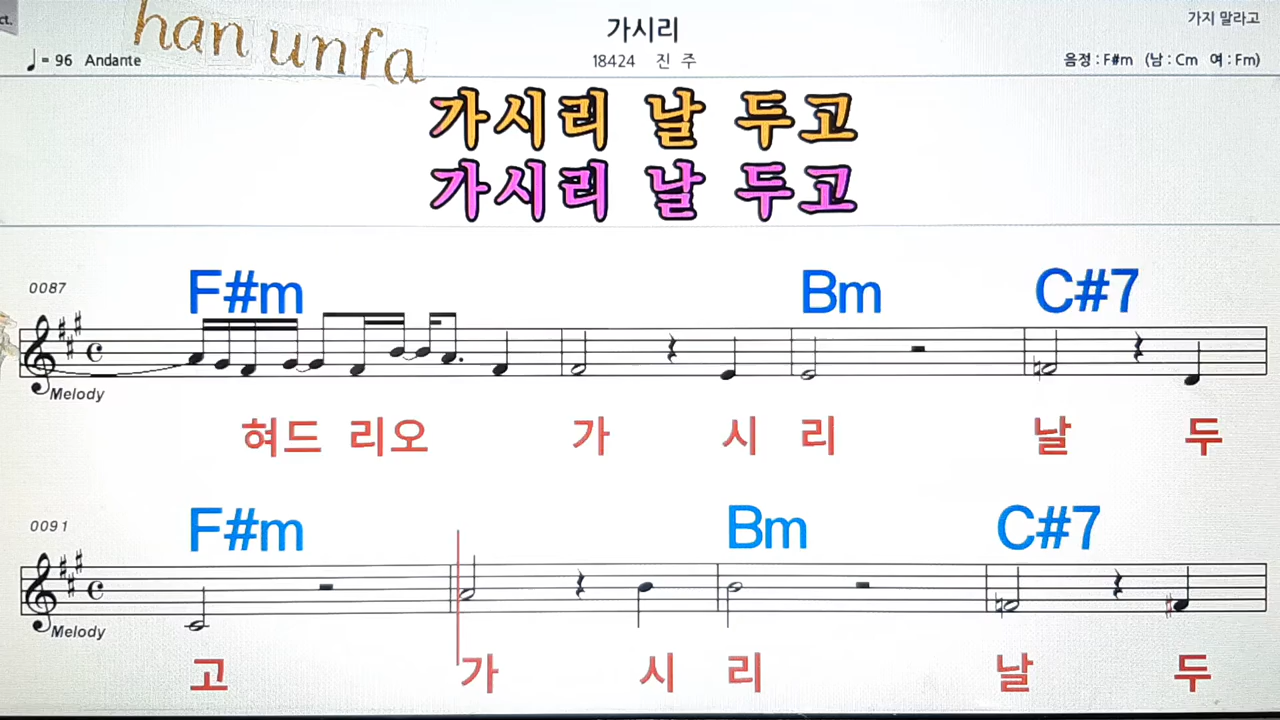 ct.
han unfa
가시리
가지 말라고
♩= 96 Andante
18424 진 주
음정 : F#m (남 : Cm 여 : Fm)
가시리 날 두고
가시리 날 두고
0087
F#m Bm C#7
Melody
혀드 리오 가 시 리 날 두
0091
F#m Bm C#7
Melody
고 가 시 리 날 두